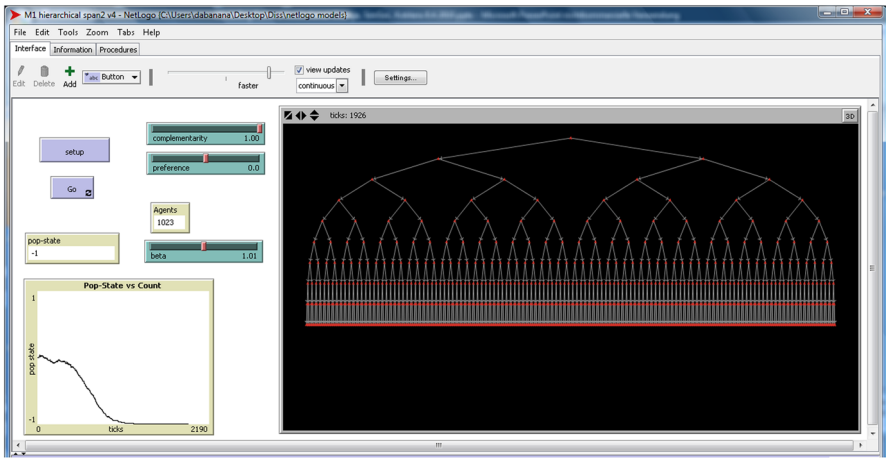 M1 hierarchical span2 v4 - NetLogo {C:\Users\dabanana\Desktop\Diss\netlogo models}
File Edit Tools Zoom Tabs Help
Interface Information Procedures
Edit Delete Add
abc Button
faster
view updates
continuous
Settings...
setup
Go
complementarity 1.00
preference 0.0
Agents
1023
pop-state
-1
beta 1.01
Pop-State vs Count
1
pop state
-1
0 ticks 2190
ticks: 1926
3D